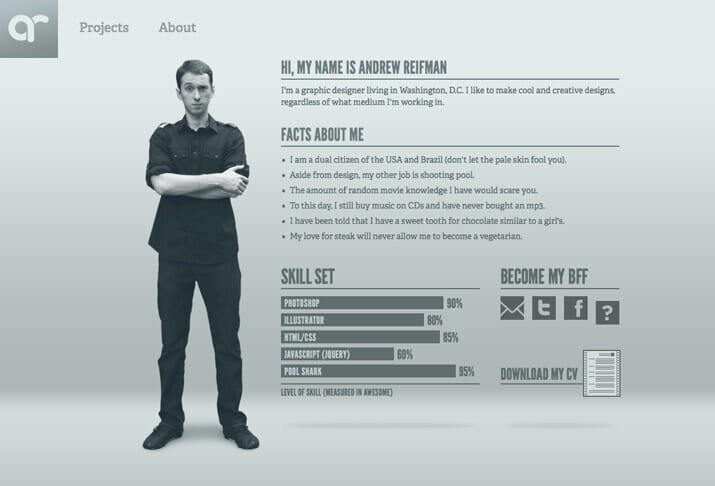 ar
Projects About
HI, MY NAME IS ANDREW REIFMAN
I'm a graphic designer living in Washington, D.C. I like to make cool and creative designs,
regardless of what medium I'm working in.
FACTS ABOUT ME
• I am a dual citizen of the USA and Brazil (don't let the pale skin fool you).
• Aside from design, my other job is shooting pool.
• The amount of random movie knowledge I have would scare you.
• To this day, I still buy music on CDs and have never bought an mp3.
• I have been told that I have a sweet tooth for chocolate similar to a girl's.
• My love for steak will never allow me to become a vegetarian.
SKILL SET
PHOTOSHOP 90%
ILLUSTRATOR 80%
HTML/CSS 85%
JAVASCRIPT (JQUERY) 60%
POOL SHARK 95%
LEVEL OF SKILL (MEASURED IN AWESOME)
BECOME MY BFF
t f ?
DOWNLOAD MY CV